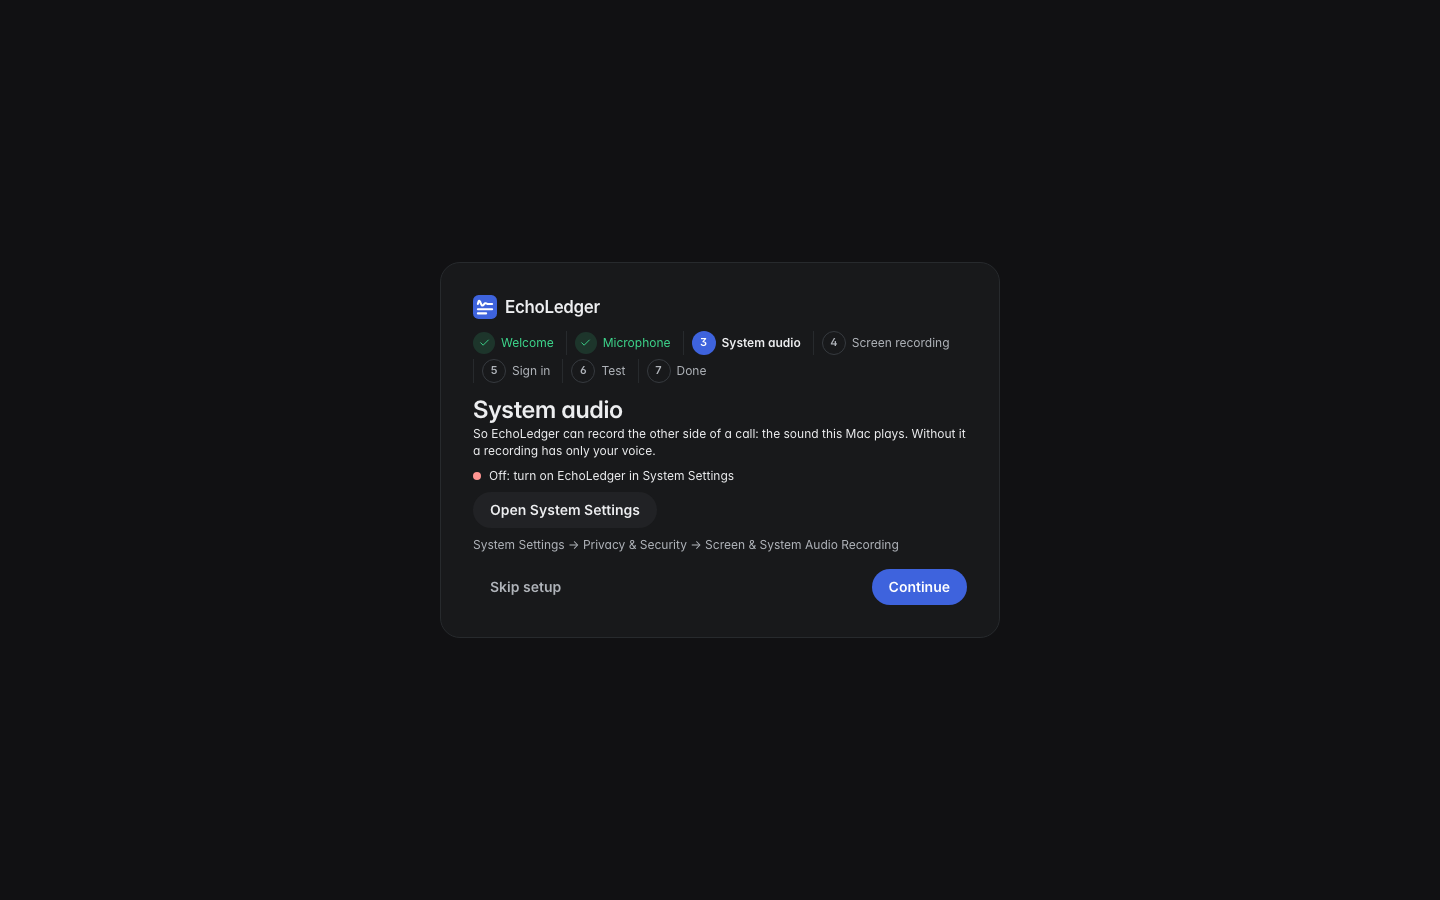 EchoLedger
Welcome Microphone 3 System audio 4 Screen recording
5 Sign in 6 Test 7 Done
System audio
So EchoLedger can record the other side of a call: the sound this Mac plays. Without it
a recording has only your voice.
Off: turn on EchoLedger in System Settings
Open System Settings
System Settings → Privacy & Security → Screen & System Audio Recording
Skip setup Continue